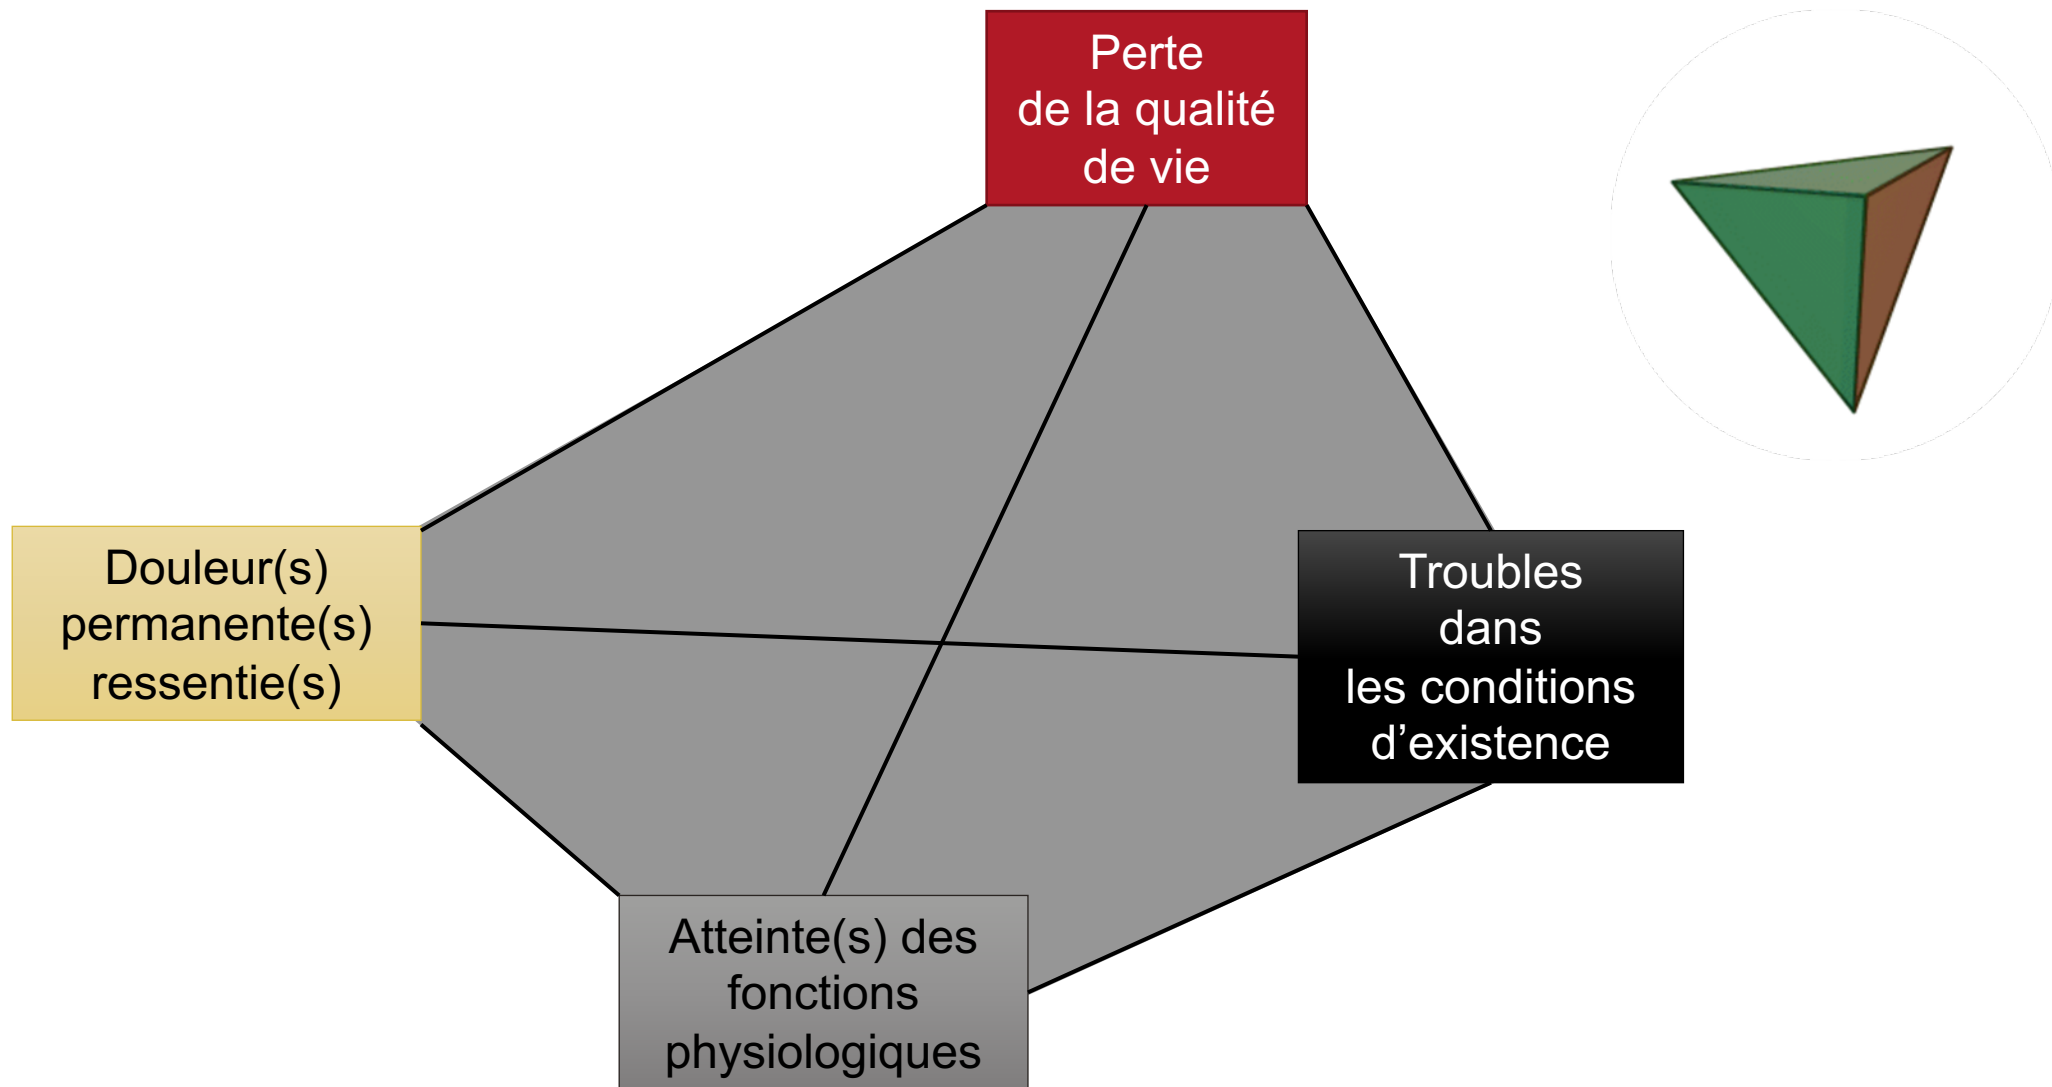 Perte
de la qualité
de vie
Douleur(s)
permanente(s)
ressentie(s)
Troubles
dans
les conditions
d’existence
Atteinte(s) des
fonctions
physiologiques